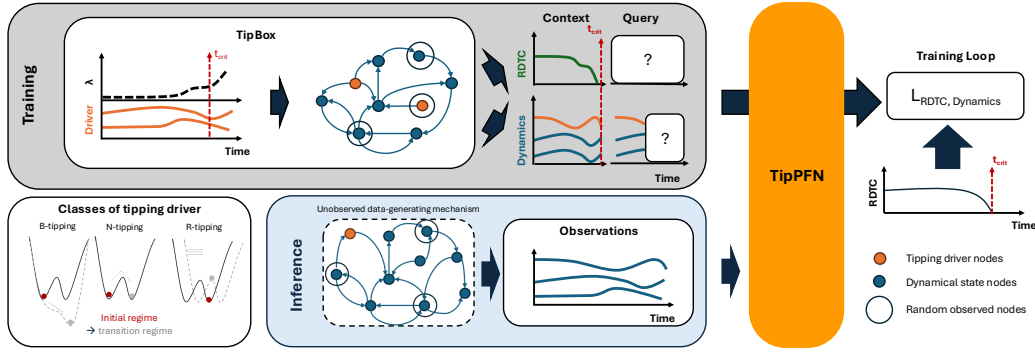 Training
TipBox
λ
t_crit
Driver
Time
Context
Query
t_crit
RDTC
?
Dynamics
?
Time
Classes of tipping driver
B-tipping
N-tipping
R-tipping
Initial regime
→ transition regime
Inference
Unobserved data-generating mechanism
Observations
Time
TipPFN
Training Loop
L_RDTC, Dynamics
t_crit
RDTC
Time
Tipping driver nodes
Dynamical state nodes
Random observed nodes